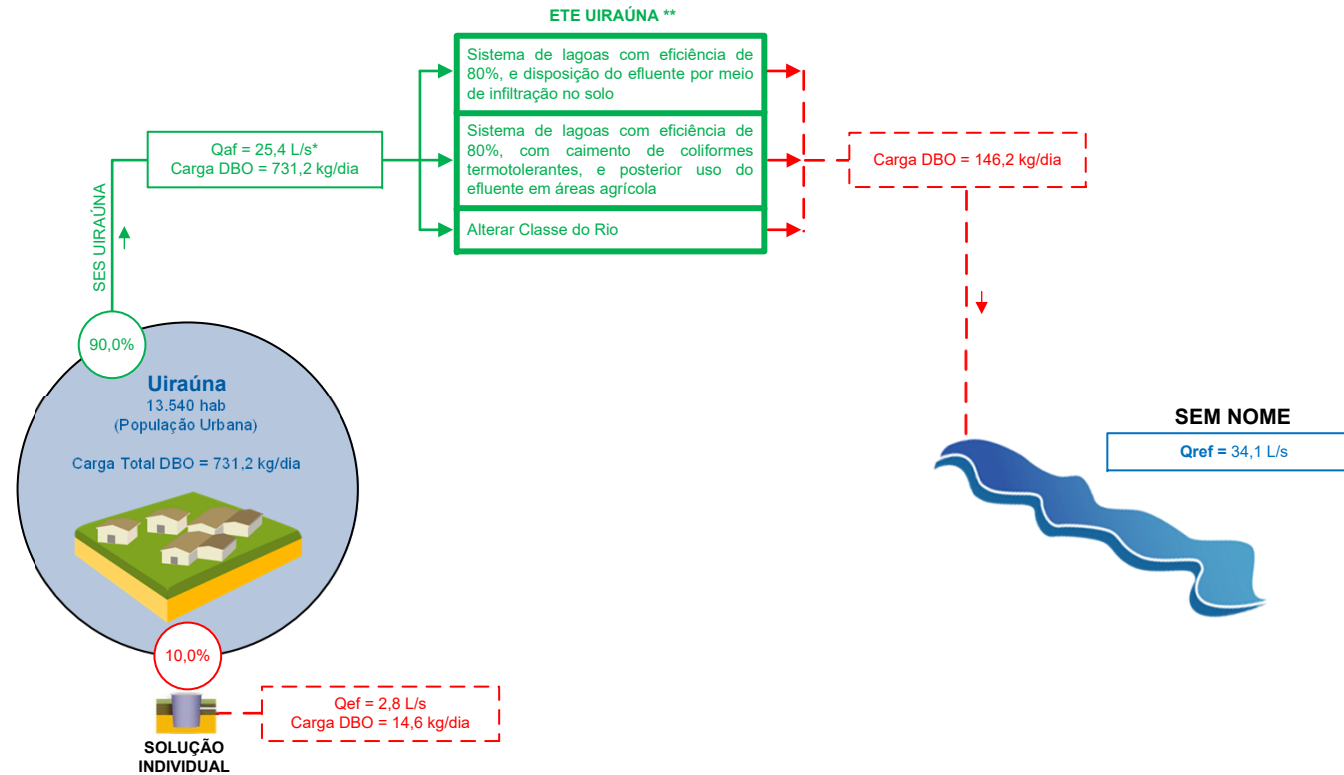 ETE UIRAÚNA **
Sistema de lagoas com eficiência de
80%, e disposição do efluente por meio
de infiltração no solo
Sistema de lagoas com eficiência de
80%, com caimento de coliformes
termotolerantes, e posterior uso do
efluente em áreas agrícola
Alterar Classe do Rio
Qaf = 25,4 L/s*
Carga DBO = 731,2 kg/dia
Carga DBO = 146,2 kg/dia
SES UIRAÚNA
90,0%
Uiraúna
13.540 hab
(População Urbana)
Carga Total DBO = 731,2 kg/dia
SEM NOME
Qref = 34,1 L/s
10,0%
Qef = 2,8 L/s
Carga DBO = 14,6 kg/dia
SOLUÇÃO
INDIVIDUAL